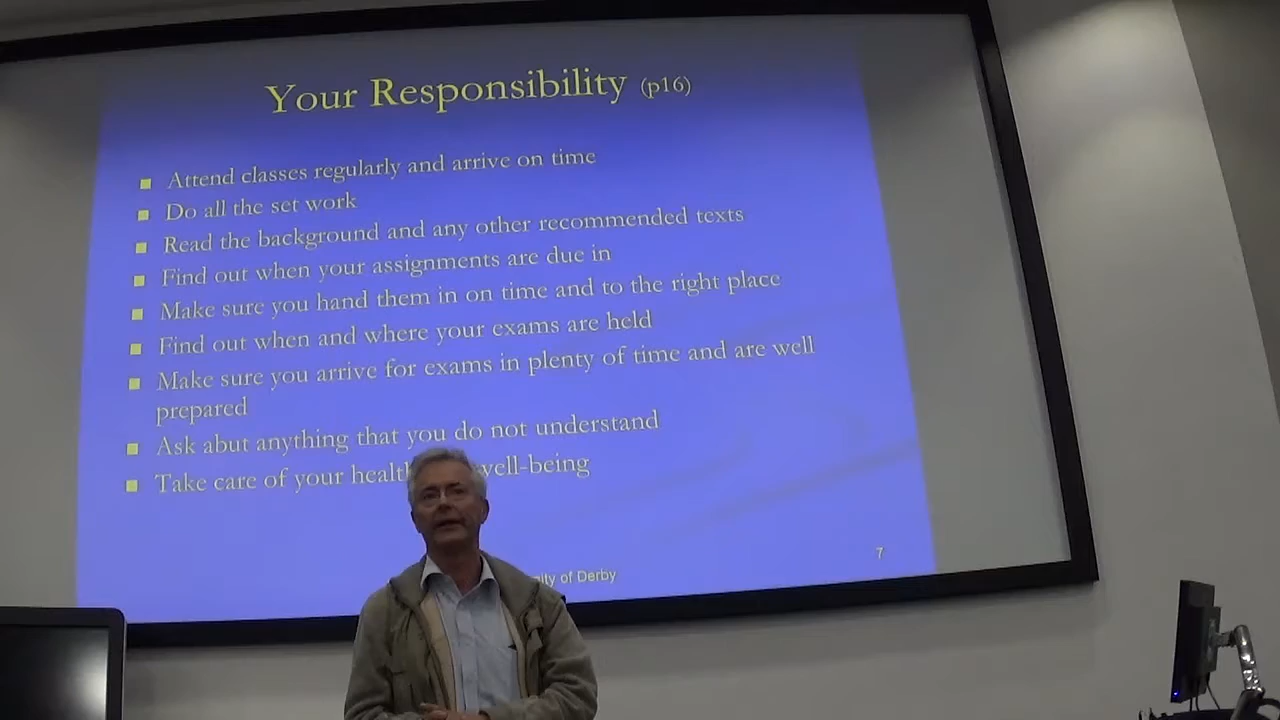 Your Responsibility (p16)
Attend classes regularly and arrive on time
Do all the set work
Read the background and any other recommended texts
Find out when your assignments are due in
Make sure you hand them in on time and to the right place
Find out when and where your exams are held
Make sure you arrive for exams in plenty of time and are well
prepared
Ask abut anything that you do not understand
Take care of your health well-being
of Derby
7